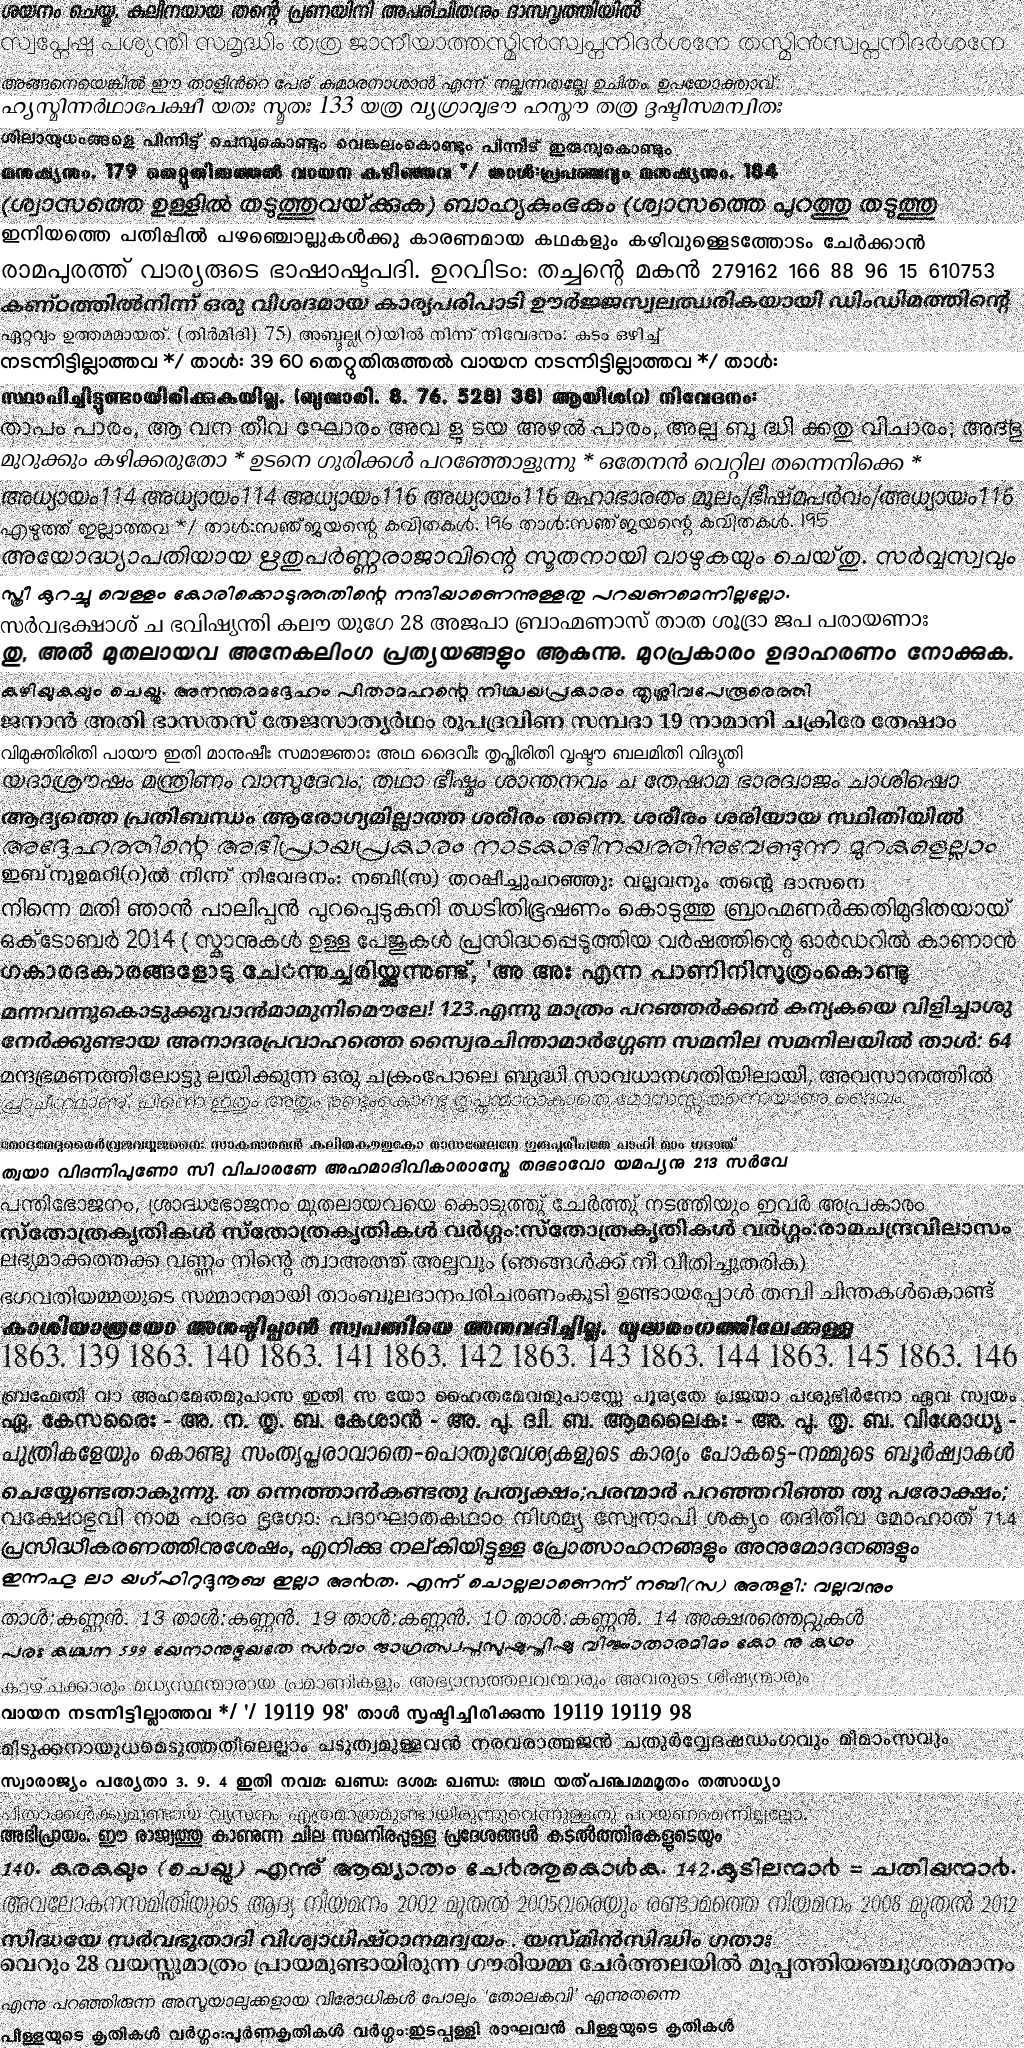 ശയനം ചെയ്തു. കുലീനയായ തന്റെ പ്രണയിനി അപരിചിതനും ദാസവൃത്തിയിൽ
സ്വപ്നേഷു പശ്യന്തി സമൃദ്ധിം തത്ര ജാനീയാത്തസ്മിൻസ്വപ്നനിദർശനേ തസ്മിൻസ്വപ്നനിദർശനേ
അങ്ങനെയെങ്കിൽ ഈ താളിൻറെ പേര് കുമാരനാശാൻ എന്ന് നല്കുന്നതല്ലേ ഉചിതം. ഉപയോക്താവ്:
ഹ്യസ്മിന്നർഥാപേക്ഷീ യതഃ സ്മൃതഃ 133 യത്ര വ്യഗ്രാവുഭൗ ഹസ്തൗ തത്ര ദൃഷ്ടിസമന്വിതഃ
ശിലായുധംങ്ങളെ പിന്നിട്ട് ചെമ്പുകൊണ്ടും വെങ്കലംകൊണ്ടും പിന്നീട് ഇരുമ്പുകൊണ്ടും
മനുഷ്യനും. 179 തെറ്റുതിരുത്തൽ വായന കഴിഞ്ഞവ "/ താൾ:പ്രപഞ്ചവും മനുഷ്യനും. 184
(ശ്വാസത്തെ ഉള്ളിൽ തടുത്തുവയ്ക്കുക) ബാഹ്യകുംഭകം (ശ്വാസത്തെ പുറത്തു തടുത്തു
ഇനിയത്തെ പതിപ്പിൽ പഴഞ്ചൊല്ലുകൾക്കു കാരണമായ കഥകളും കഴിവുള്ളെടത്തോടം ചേർക്കാൻ
രാമപുരത്ത് വാര്യരുടെ ഭാഷാഷ്ടപദി. ഉറവിടം: തച്ചന്റെ മകൻ 279162 166 88 96 15 610753
കണ്ഠത്തിൽനിന്ന് ഒരു വിശദമായ കാര്യപരിപാടി ഊർജ്ജസ്വലത്ധരികയായി ഡിംഡിമത്തിന്റെ
ഏറ്റവും ഉത്തമമായത്. (തിർമിദി) 75) അബ്ദുല്ല(റ)യിൽ നിന്ന് നിവേദനം: കടം ഒഴിച്ച്
നടന്നിട്ടില്ലാത്തവ */ താൾ: 39 60 തെറ്റുതിരുത്തൽ വായന നടന്നിട്ടില്ലാത്തവ */ താൾ:
സ്ഥാപിച്ചിട്ടുണ്ടായിരിക്കുകയില്ല. (ബുഖാരി. 8. 76. 528) 38) ആയിശ(റ) നിവേദനം:
താപം പാരം, ആ വന തീവ ഘോരം അവ ളു ടയ അഴൽ പാരം, അല്പ ബു ദ്ധി ക്കതു വിചാരം; അദ്ഭു
മുറുക്കും കഴിക്കരുതോ * ഉടനെ ഗുരിക്കൾ പറഞ്ഞോളുന്നു * ഒതേനൻ വെറ്റില തന്നെനിക്കെ *
അധ്യായം114 അധ്യായം114 അധ്യായം116 അധ്യായം116 മഹാഭാരതം മൂലം/ഭീഷ്മപർവം/അധ്യായം116
എഴുത്ത് ഇല്ലാത്തവ */ താൾ:സഞ്ജയന്റെ കവിതകൾ. 196 താൾ:സഞ്ജയന്റെ കവിതകൾ. 195
അയോദ്ധ്യാപതിയായ ഋതുപർണ്ണരാജാവിന്റെ സൂതനായി വാഴുകയും ചെയ്തു. സർവ്വസ്വവും
സ്ത്രീ കുറച്ചു വെള്ളം കോരിക്കൊടുത്തതിന്റെ നന്ദിയാണെന്നുള്ളതു പറയണമെന്നില്ലല്ലോ.
സർവഭക്ഷാശ് ച ഭവിഷ്യന്തി കലൗ യുഗേ 28 അജപാ ബ്രാഹ്മണാസ് താത ശൂദ്രാ ജപ പരായണാഃ
തു, അൽ മുതലായവ അനേകലിംഗ പ്രത്യയങ്ങളും ആകുന്നു. മുറപ്രകാരം ഉദാഹരണം നോക്കുക.
കഴിയുകയും ചെയ്തു. അനന്തരമദ്ദേഹം പിതാമഹന്റെ നിശ്ചയപ്രകാരം തൃശ്ശിവപേരൂരെത്തി
ജനാൻ അതി ഭാസതസ് തേജസാത്യർഥം രൂപദ്രവിണ സമ്പദാ 19 നാമാനി ചക്രിരേ തേഷാം
വിമുക്തിരിതി പായൗ ഇതി മാനുഷീഃ സമാജ്ഞാഃ അഥ ദൈവീഃ തൃപ്തിരിതി വൃഷ്ടൗ ബലമിതി വിദ്യുതി
യദാശ്രൗഷം മന്ത്രിണം വാസുദേവം; തഥാ ഭീഷ്മം ശാന്തനവം ച തേഷാമ ഭാരദ്വാജം ചാശിഷൊ
ആദ്യത്തെ പ്രതിബന്ധം ആരോഗ്യമില്ലാത്ത ശരീരം തന്നെ. ശരീരം ശരിയായ സ്ഥിതിയിൽ
അദ്ദേഹത്തിന്റെ അഭിപ്രായപ്രകാരം നാടകാഭിനയത്തിനുവേണ്ടുന്ന മുറകളെല്ലാം
ഇബ്നുഉമറി(റ)ൽ നിന്ന് നിവേദനം: നബി(സ) തറപ്പിച്ചുപറഞ്ഞു: വല്ലവനും തന്റെ ദാസനെ
നിന്നെ മതി ഞാൻ പാലിപ്പൻ പുറപ്പെടുകനി ഝടിതിഭൂഷണം കൊടുത്തു ബ്രാഹ്മണർക്കതിമുദിതയായ്
ഒക്ടോബർ 2014 ( സ്കാനുകൾ ഉള്ള പേജുകൾ പ്രസിദ്ധപ്പെടുത്തിയ വർഷത്തിന്റെ ഓർഡറിൽ കാണാൻ
ഗകാരദകാരങ്ങളോടു ചേൎന്നുച്ചരിയ്ക്കുന്നുണ്ട്, 'അ അഃ എന്ന പാണിനിസൂത്രംകൊണ്ടു
മന്നവന്നുകൊടുക്കുവാൻമാമുനിമൌലേ! 123.എന്നു മാത്രം പറഞ്ഞർക്കൻ കന്യകയെ വിളിച്ചാശു
നേർക്കുണ്ടായ അനാദരപ്രവാഹത്തെ സ്വൈരചിന്താമാർഗ്ഗേണ സമനില സമനിലയിൽ താൾ: 64
മന്ദഭ്രമണത്തിലോട്ടു ലയിക്കുന്ന ഒരു ചക്രംപോലെ ബുദ്ധി സാവധാനഗതിയിലായി, അവസാനത്തിൽ
ത്വയാ വിദന്നിപുണോ സി വിചാരണേ അഹമാദിവികാരാസ്തേ തദഭാവോ യമപ്യനു 213 സർവേ
പന്തിഭോജനം, ശ്രാദ്ധഭോജനം മുതലായവയെ കൊടുത്തു് ചേർത്തു് നടത്തിയും ഇവർ അപ്രകാരം
സ്തോത്രകൃതികൾ സ്തോത്രകൃതികൾ വർഗ്ഗം:സ്തോത്രകൃതികൾ വർഗ്ഗം:രാമചന്ദ്രവിലാസം
ലഭ്യമാക്കത്തക്ക വണ്ണം നിന്റെ ത്വാഅത്ത് അല്പവും (ഞങ്ങൾക്ക് നീ വീതിച്ചുതരിക)
ഭഗവതിയമ്മയുടെ സമ്മാനമായി താംബൂലദാനപരിചരണംകൂടി ഉണ്ടായപ്പോൾ തമ്പി ചിന്തകൾകൊണ്ട്
കാശിയാത്രയോ അനുഷ്ഠിപ്പാൻ സ്വപത്നിയെ അനുവദിച്ചില്ല. യുദ്ധരംഗത്തിലേക്കുള്ള
1863. 139 1863. 140 1863. 141 1863. 142 1863. 143 1863. 144 1863. 145 1863. 146
ബ്രഹ്മേതി വാ അഹമേതമുപാസ ഇതി സ യോ ഹൈതമേവമുപാസ്തേ പൂര്യതേ പ്രജയാ പശുഭിർനോ ഏവ സ്വയം
ഏ, കേസരൈഃ - അ. ന. തൃ. ബ. കേശാൻ - അ. പു. ദ്വി. ബ. ആമലൈകഃ - അ. പു. തൃ. ബ. വിശോധ്യ -
ചുത്രികളേയും കൊണ്ടു സംതൃപ്തരാവാതെ-പൊതുവേശ്യകളുടെ കാര്യം പോകട്ടെ-നമ്മുടെ ബൂർഷ്വാകൾ
ചെയ്യേണ്ടതാകുന്നു. ത ന്നെത്താൻകണ്ടതു പ്രത്യക്ഷം;പരന്മാർ പറഞ്ഞറിഞ്ഞ തു പരോക്ഷം;
വക്ഷോഭുവി നാമ പാദം ഭൃഗോഃ പദാഘാതകഥാം നിശമ്യ സ്വേനാപി ശക്യം തദിതീവ മോഹാത് 71.4
പ്രസിദ്ധീകരണത്തിനുശേഷം, എനിക്കു നല്കിയിട്ടുള്ള പ്രോത്സാഹനങ്ങളും അനുമോദനങ്ങളും
ഇന്നഹൂ ലാ യഗ്ഫിറുദ്ദുനൂബ ഇല്ലാ അൻത. എന്ന് ചൊല്ലലാണെന്ന് നബി(സ) അരുളി: വല്ലവനും
താൾ:കണ്ണൻ. 13 താൾ:കണ്ണൻ. 19 താൾ:കണ്ണൻ. 10 താൾ:കണ്ണൻ. 14 അക്ഷരത്തെറ്റുകൾ
പരഃ കശ്ചന 599 യേനാനുഭൂയതേ സർവം ജാഗ്രത്സ്വപ്നസുഷുപ്തിഷു വിജ്ഞാതാരമിമം കോ നു കഥം
കാഴ്ചക്കാരും മധ്യസ്ഥന്മാരായ പ്രമാണികളും അഭ്യാസത്തലവന്മാരും അവരുടെ ശിഷ്യന്മാരും
വായന നടന്നിട്ടില്ലാത്തവ */ '/ 19119 98' താൾ സൃഷ്ടിച്ചിരിക്കുന്നു 19119 19119 98
മിടുക്കനായുധമെടുത്തതിലെല്ലാം പടുത്വമുള്ളവൻ നരവരാത്മജൻ ചതുർവ്വേദഷഡംഗവും മീമാംസവും
സ്വാരാജ്യം പര്യേതാ 3. 9. 4 ഇതി നവമഃ ഖണ്ഡഃ ദശമഃ ഖണ്ഡഃ അഥ യത്പഞ്ചമമമൃതം തത്സാധ്യാ
പിതാക്കൾക്കുമുണ്ടായ വ്യസനം എത്രമാത്രമുണ്ടായിരുന്നുവെന്നുള്ളതു പറയണമെന്നില്ലല്ലോ.
അഭിപ്രായം. ഈ രാജ്യത്തു കാണുന്ന ചില സമനിരപ്പുള്ള പ്രദേശങ്ങൾ കടൽത്തിരകളുടെയും
140. കരകയും (ചെയ്തു) എന്നു് ആഖ്യാതം ചേർത്തുകൊൾക. 142.കുടിലന്മാർ = ചതിയന്മാർ.
അവലോകനസമിതിയുടെ ആദ്യ നിയമനം 2002 മുതൽ 2005വരെയും രണ്ടാമത്തെ നിയമനം 2008 മുതൽ 2012
സിദ്ധയേ സർവഭൂതാദി വിശ്വാധിഷ്ഠാനമദ്വയം . യസ്മിൻസിദ്ധിം ഗതാഃ
വെറും 28 വയസ്സുമാത്രം പ്രായമുണ്ടായിരുന്ന ഗൗരിയമ്മ ചേർത്തലയിൽ മുപ്പത്തിയഞ്ചുശതമാനം
എന്നു പറഞ്ഞിരുന്ന അസൂയാലുക്കളായ വിരോധികൾ പോലും 'തോലകവി' എന്നുതന്നെ
പിള്ളയുടെ കൃതികൾ വർഗ്ഗം:പൂർണകൃതികൾ വർഗ്ഗം:ഇടപ്പള്ളി രാഘവൻ പിള്ളയുടെ കൃതികൾ